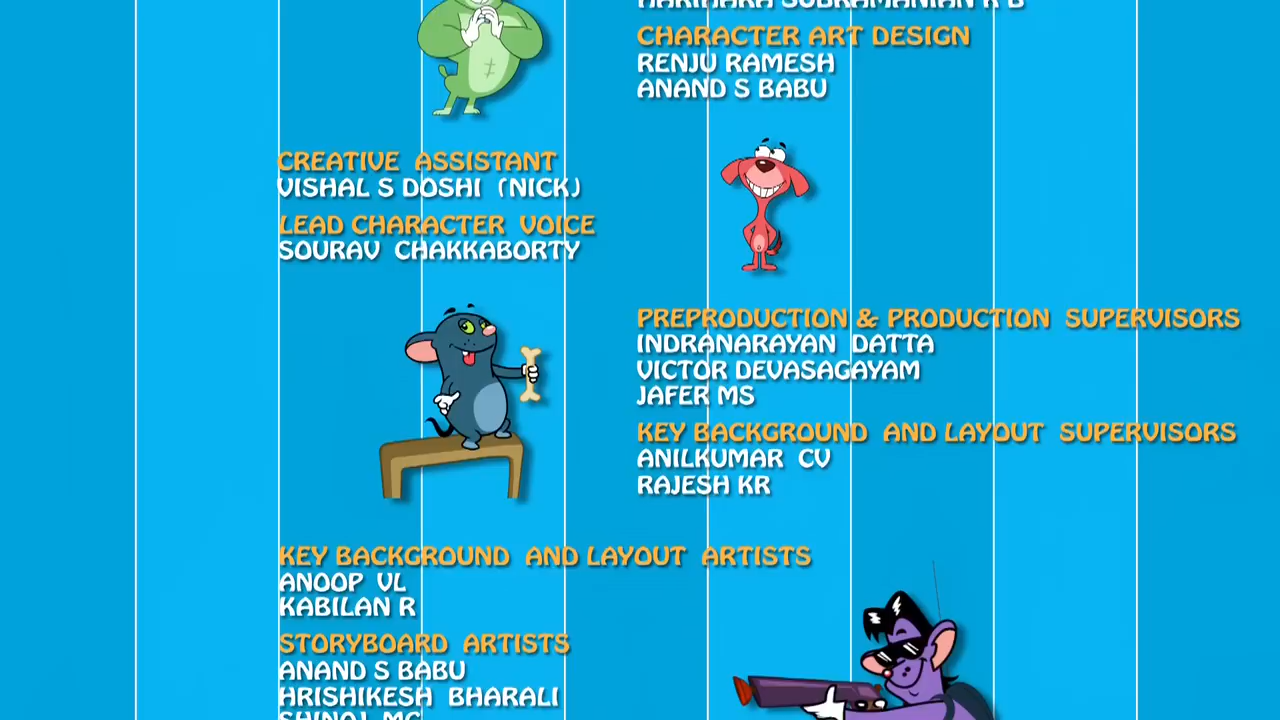 HARIHARA SUBRAMANIAN R B
CHARACTER ART DESIGN
RENJU RAMESH
ANAND S BABU
CREATIVE ASSISTANT
VISHAL S DOSHI (NICK)
LEAD CHARACTER VOICE
SOURAV CHAKKABORTY
PREPRODUCTION & PRODUCTION SUPERVISORS
INDRANARAYAN DATTA
VICTOR DEVASAGAYAM
JAFER MS
KEY BACKGROUND AND LAYOUT SUPERVISORS
ANILKUMAR CV
RAJESH KR
KEY BACKGROUND AND LAYOUT ARTISTS
ANOOP VL
KABILAN R
STORYBOARD ARTISTS
ANAND S BABU
HRISHIKESH BHARALI